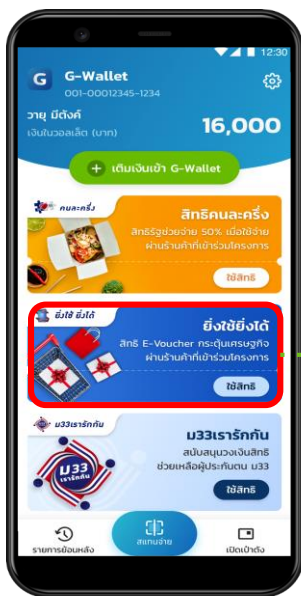 12:30
G G-Wallet
001-00012345-1234
วายุ มีตังค์
เงินในวอลเล็ต (บาท)
16,000
+ เติมเงินเข้า G-Wallet
คนละครึ่ง
สิทธิคนละครึ่ง
สิทธิรัฐช่วยจ่าย 50% เมื่อใช้จ่าย
ผ่านร้านค้าที่เข้าร่วมโครงการ
ใช้สิทธิ
ยิ่งใช้ ยิ่งได้
ยิ่งใช้ยิ่งได้
สิทธิ E-Voucher กระตุ้นเศรษฐกิจ
ผ่านร้านค้าที่เข้าร่วมโครงการ
ใช้สิทธิ
ม33เรารักกัน
ม33
เรารักกัน
ม33เรารักกัน
สนับสนุนวงเงินสิทธิ
ช่วยเหลือผู้ประกันตน ม33
ใช้สิทธิ
รายการย้อนหลัง
สแกนจ่าย
เปิดเป๋าตัง